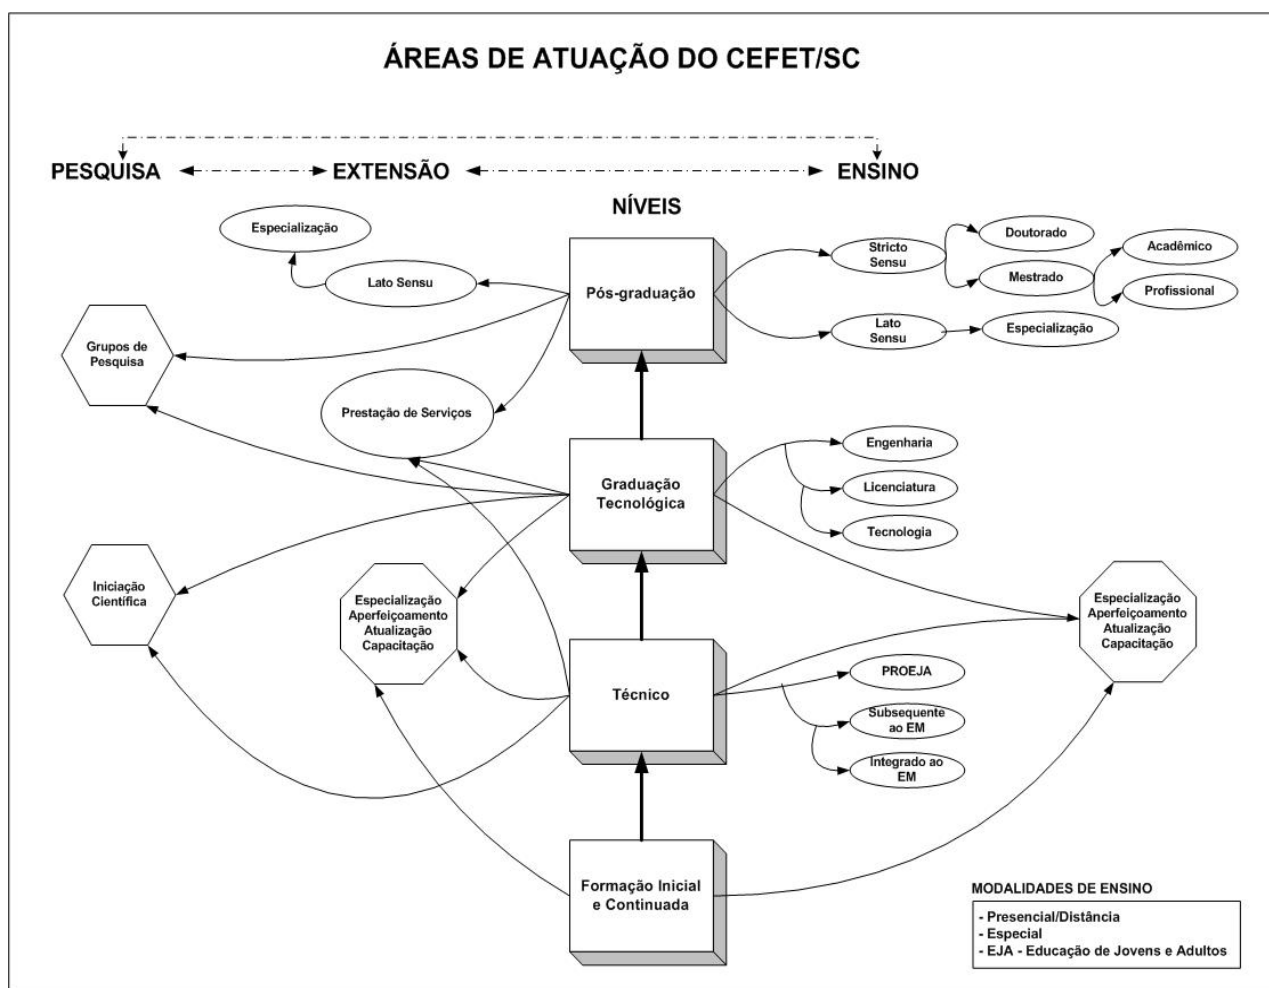 ÁREAS DE ATUAÇÃO DO CEFET/SC
PESQUISA
EXTENSÃO
ENSINO
NÍVEIS
Especialização
Lato Sensu
Pós-graduação
Stricto
Sensu
Doutorado
Mestrado
Acadêmico
Profissional
Lato
Sensu
Especialização
Grupos de
Pesquisa
Prestação de Serviços
Graduação
Tecnológica
Engenharia
Licenciatura
Tecnologia
Iniciação
Científica
Especialização
Aperfeiçoamento
Atualização
Capacitação
Especialização
Aperfeiçoamento
Atualização
Capacitação
Técnico
PROEJA
Subsequente
ao EM
Integrado ao
EM
Formação Inicial
e Continuada
MODALIDADES DE ENSINO
- Presencial/Distância
- Especial
- EJA - Educação de Jovens e Adultos